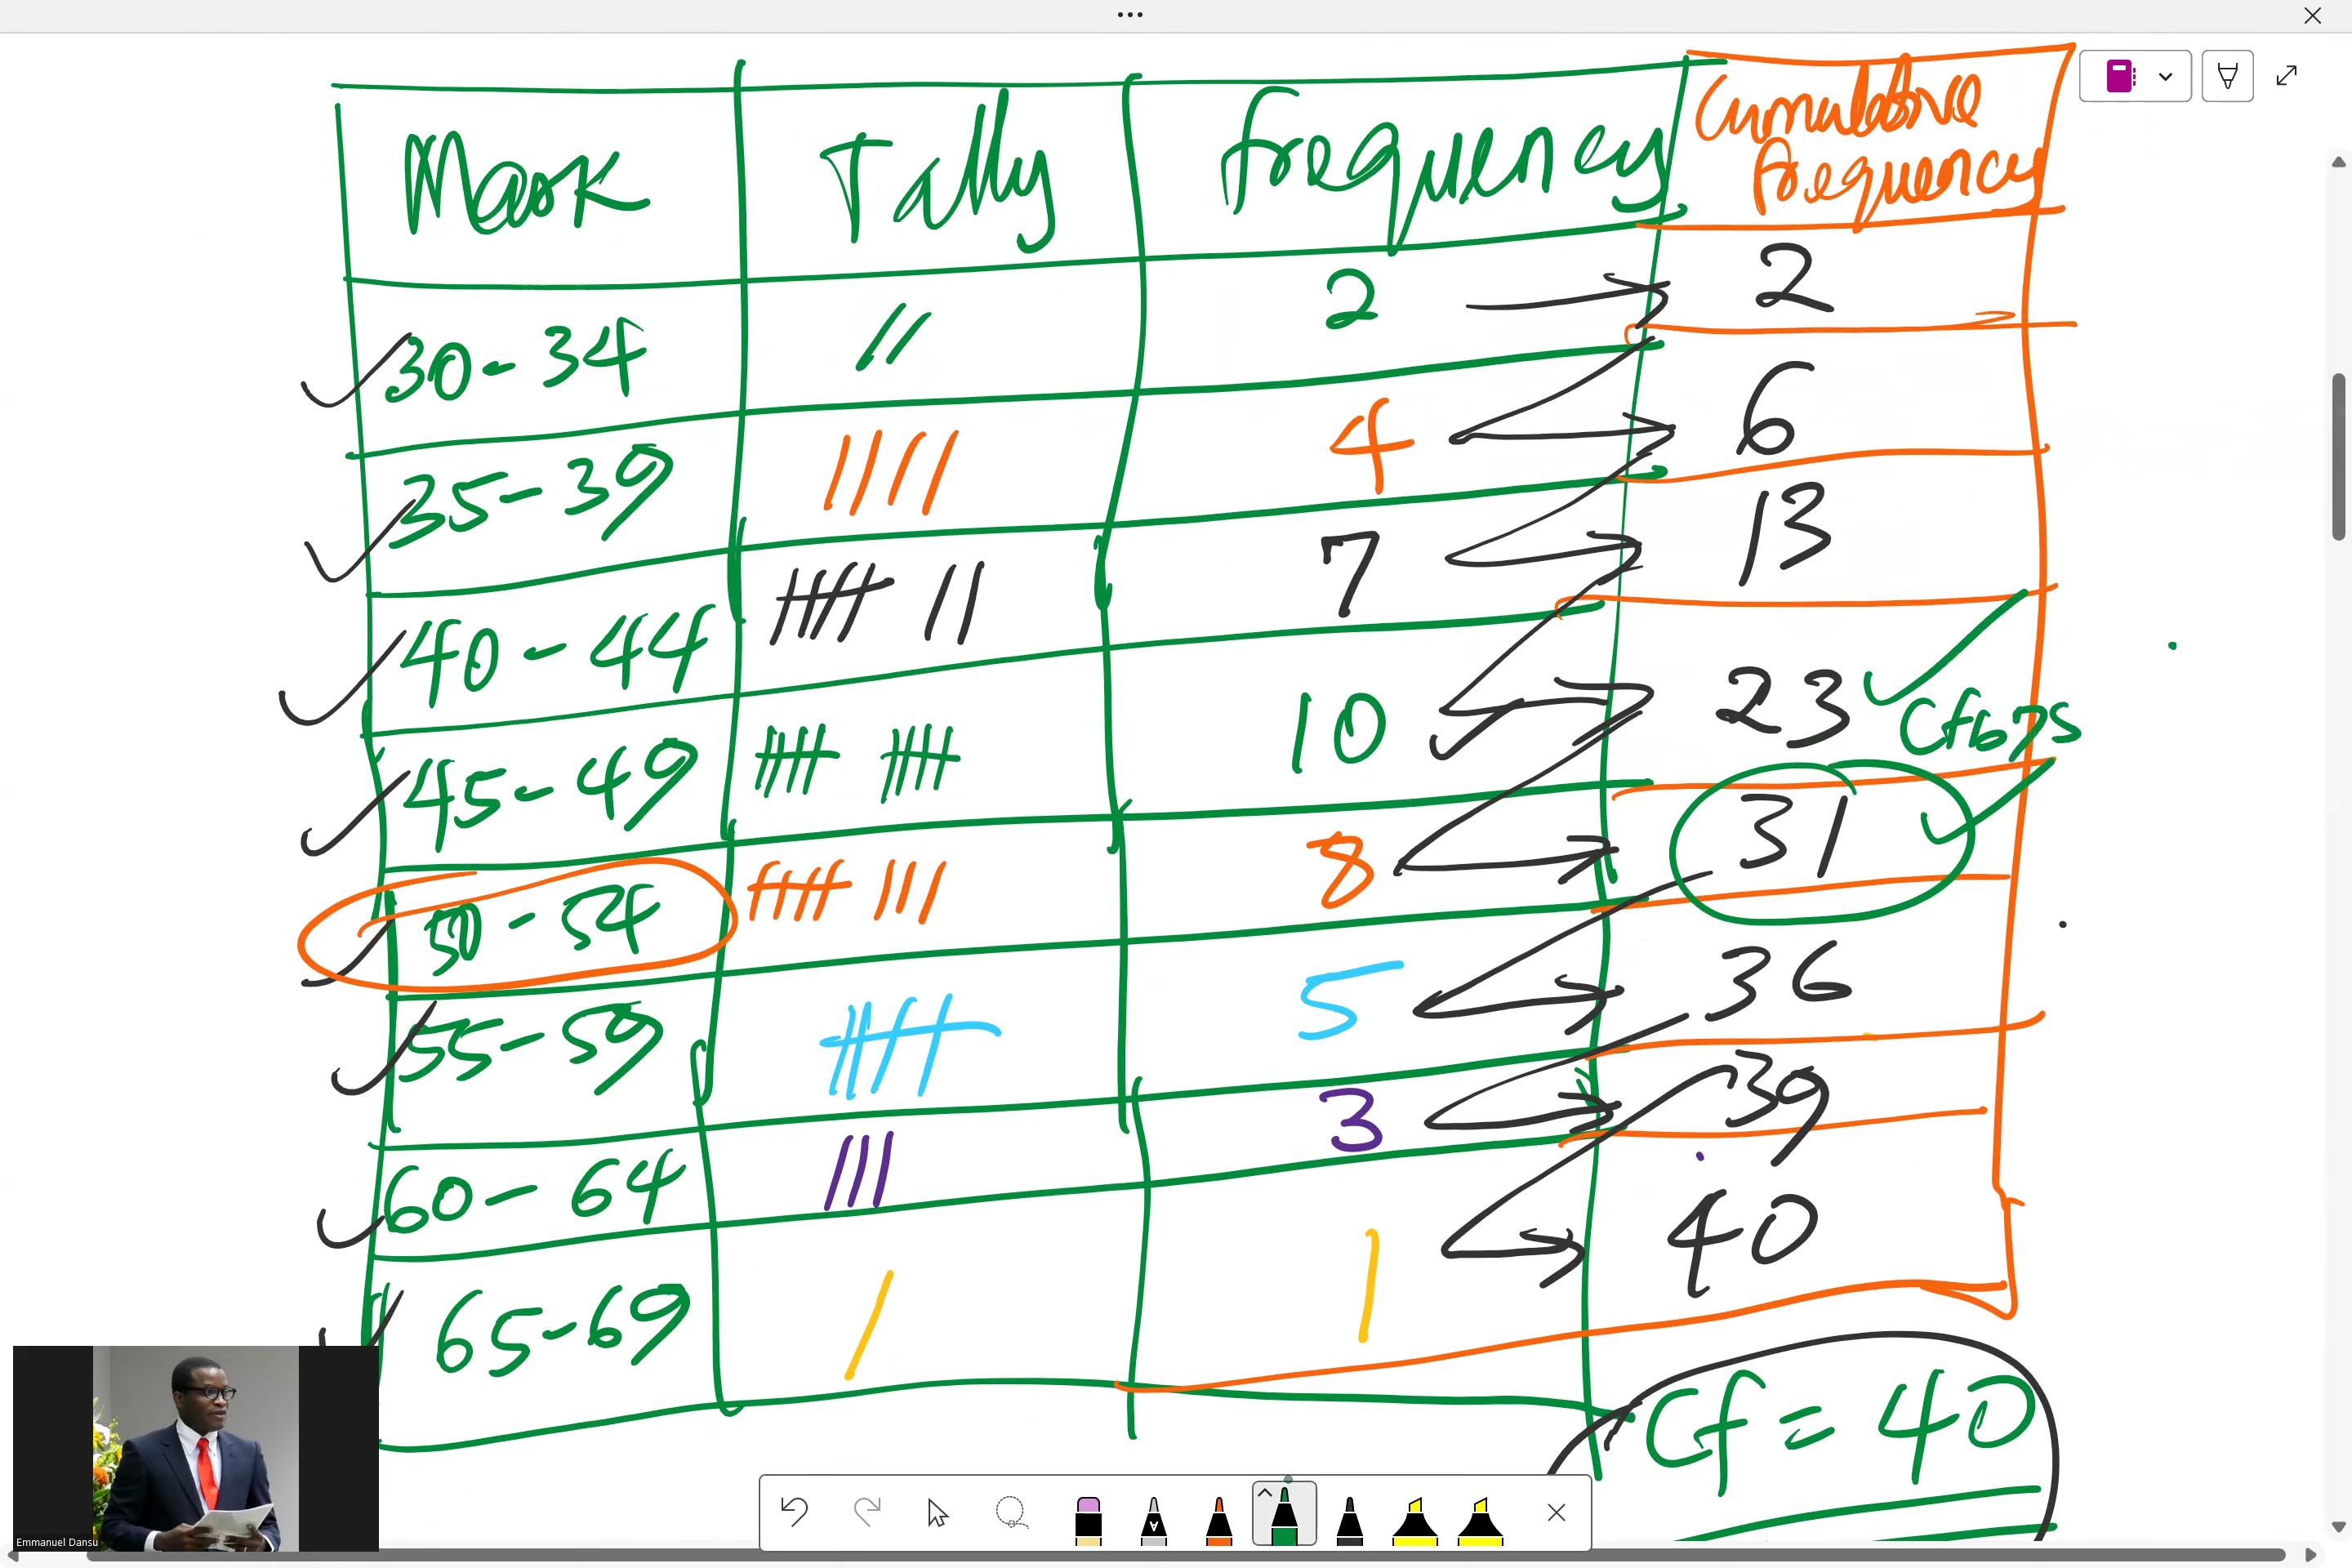 Mark Tally frequency Cumulative frequency
30 - 34 // 2 2
35 - 39 //// 4 6
40 - 44 7 13
45 - 49 10 23
50 - 54 8 31
55 - 59 5 36
60 - 64 /// 3 39
65 - 69 / 1 40
Cf = 40
Emmanuel Dansu